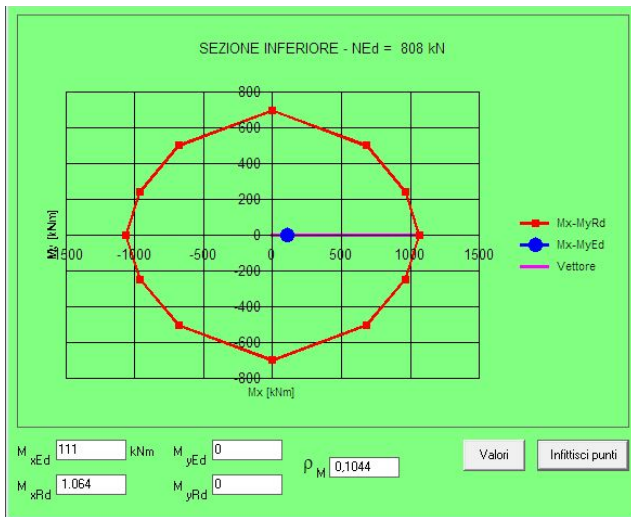 SEZIONE INFERIORE - NEd = 808 kN
800
600
400
200
0
-200
-400
-600
-800
My [kNm]
-1500 -1000 -500 0 500 1000 1500
Mx [kNm]
Mx-MyRd
Mx-MyEd
Vettore
M xEd 111 kNm M yEd 0
M xRd 1.064 M yRd 0
ρ M 0,1044
Valori
Infittisci punti